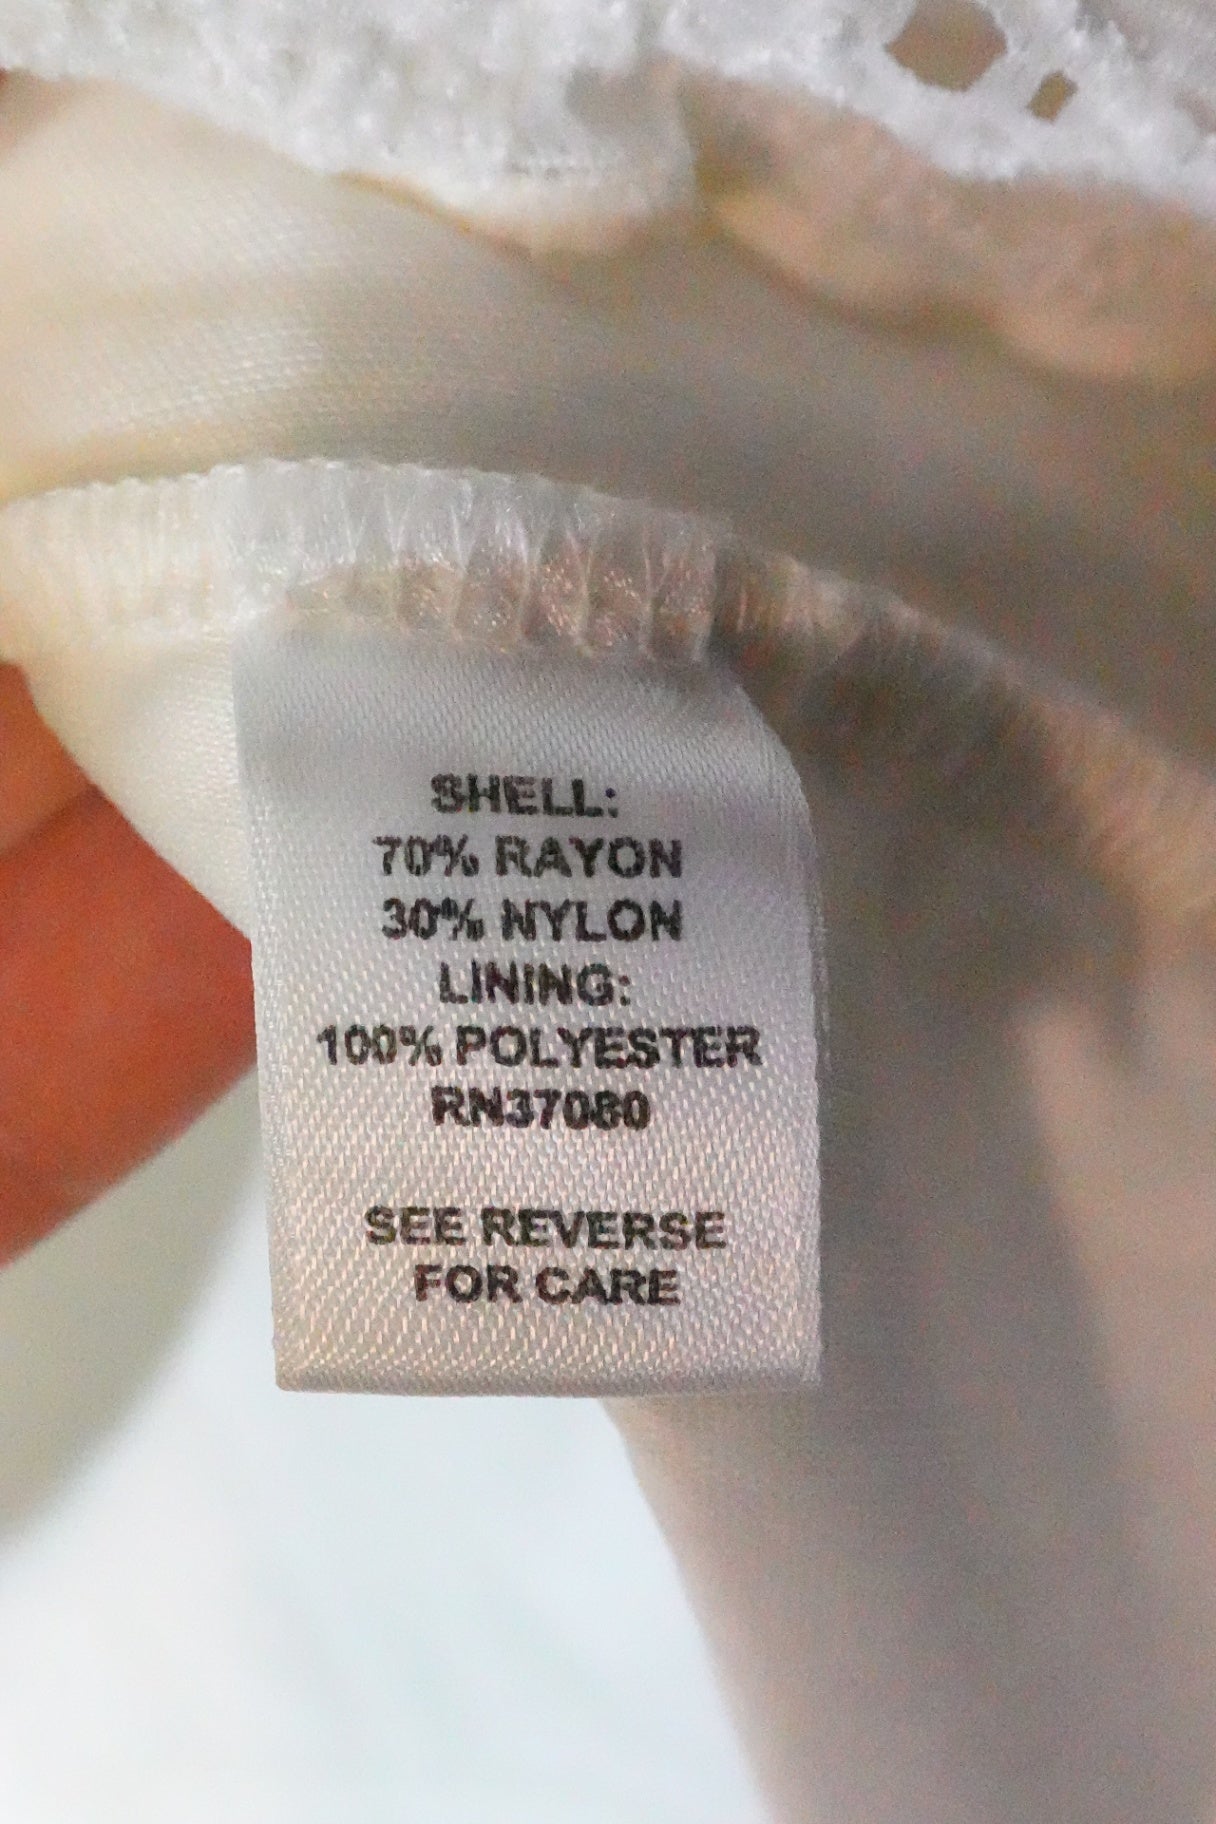 SHELL:
70% RAYON
30% NYLON
LINING:
100% POLYESTER
RN37080
SEE REVERSE
FOR CARE